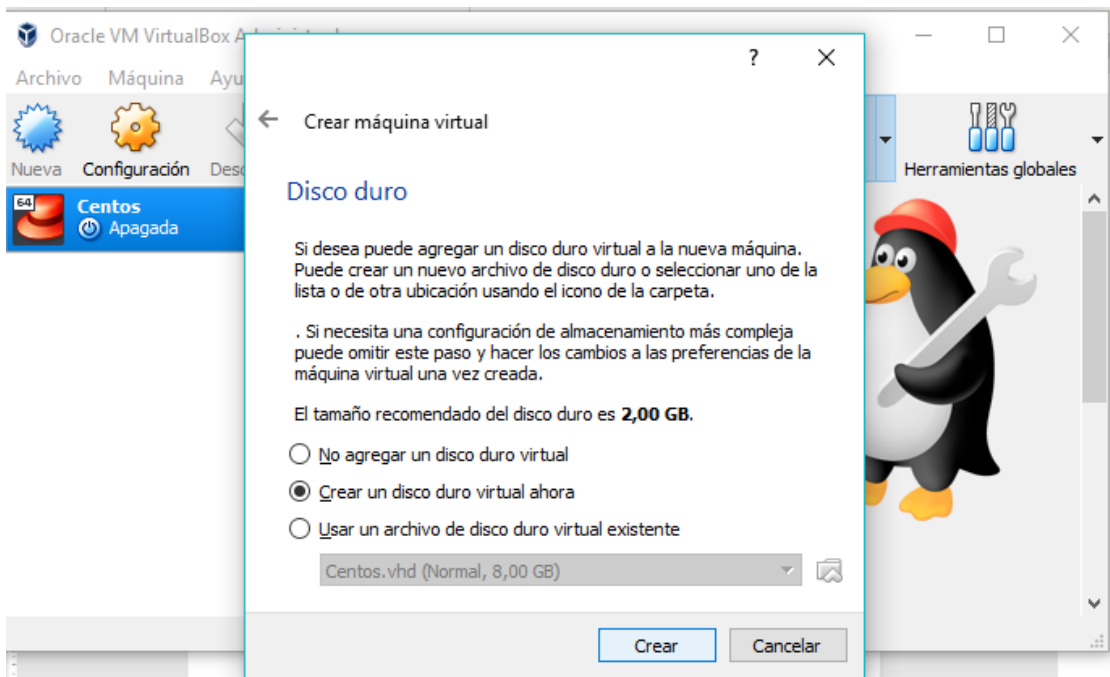 Oracle VM VirtualBox
Archivo Máquina
Nueva Configuración
Herramientas globales
64
Centos
Apagada
?
Crear máquina virtual
Disco duro
Si desea puede agregar un disco duro virtual a la nueva máquina.
Puede crear un nuevo archivo de disco duro o seleccionar uno de la
lista o de otra ubicación usando el icono de la carpeta.
. Si necesita una configuración de almacenamiento más compleja
puede omitir este paso y hacer los cambios a las preferencias de la
máquina virtual una vez creada.
El tamaño recomendado del disco duro es 2,00 GB.
No agregar un disco duro virtual
Crear un disco duro virtual ahora
Usar un archivo de disco duro virtual existente
Centos.vhd (Normal, 8,00 GB)
Crear Cancelar